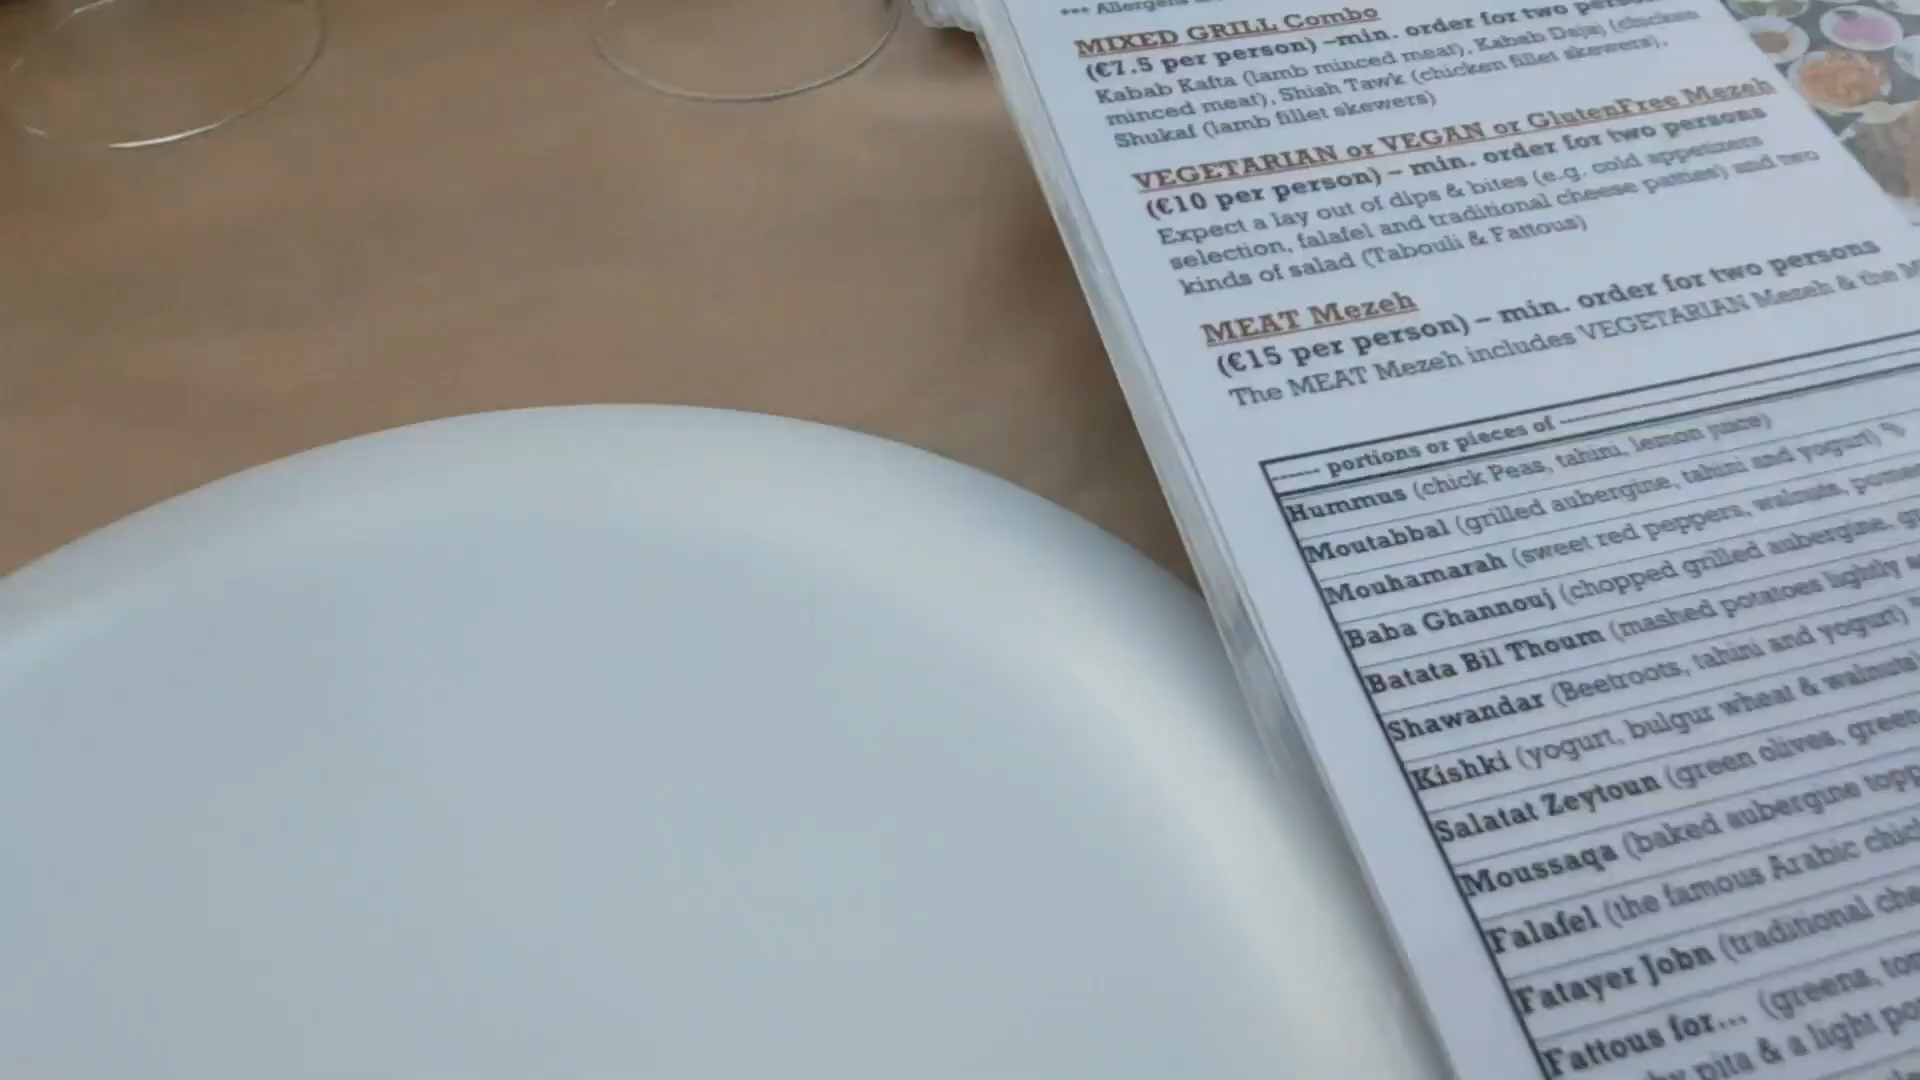 *** Allergens
MIXED GRILL Combo
(€7.5 per person) –min. order for two
Kabab Kafta (lamb minced meat), Kabab Dajaj (chicken
minced meat), Shish Tawk (chicken fillet skewers),
Shukaf (lamb fillet skewers)
VEGETARIAN or VEGAN or GlutenFree Mezeh
(€10 per person) – min. order for two persons
Expect a lay out of dips & bites (e.g. cold appetizers
selection, falafel and traditional cheese patties) and two
kinds of salad (Tabouli & Fattous)
MEAT Mezeh
(€15 per person) – min. order for two persons
The MEAT Mezeh includes VEGETARIAN Mezeh & the
------ portions or pieces of
Hummus (chick Peas, tahini, lemon juice)
Moutabbal (grilled aubergine, tahini and yogurt)
Mouhamarah (sweet red peppers, walnuts,
Baba Ghannouj (chopped grilled aubergine,
Batata Bil Thoum (mashed potatoes lightly
Shawandar (Beetroots, tahini and yogurt)
Kishki (yogurt, bulgur wheat & walnuts)
Salatat Zeytoun (green olives, green
Moussaqa (baked aubergine
Falafel (the famous Arabic
Fatayer Jobn (traditional
Fattous for... (greens,
pita & a light